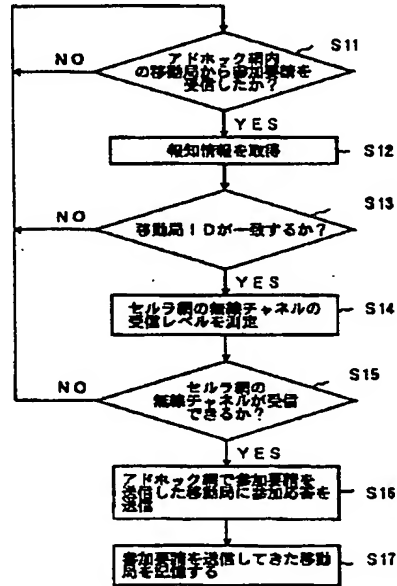 アドホック網内
の移動局から参加要請を
受信したか?
S11
NO
YES
報知情報を取得
S12
移動局IDが一致するか?
S13
NO
YES
セルラ網の無線チャネルの
受信レベルを測定
S14
セルラ網の
無線チャネルが受信
できるか?
S15
NO
YES
アドホック網で参加要請を
送信した移動局に参加応答を
送信
S16
参加要請を送信してきた移動
局を記憶する
S17